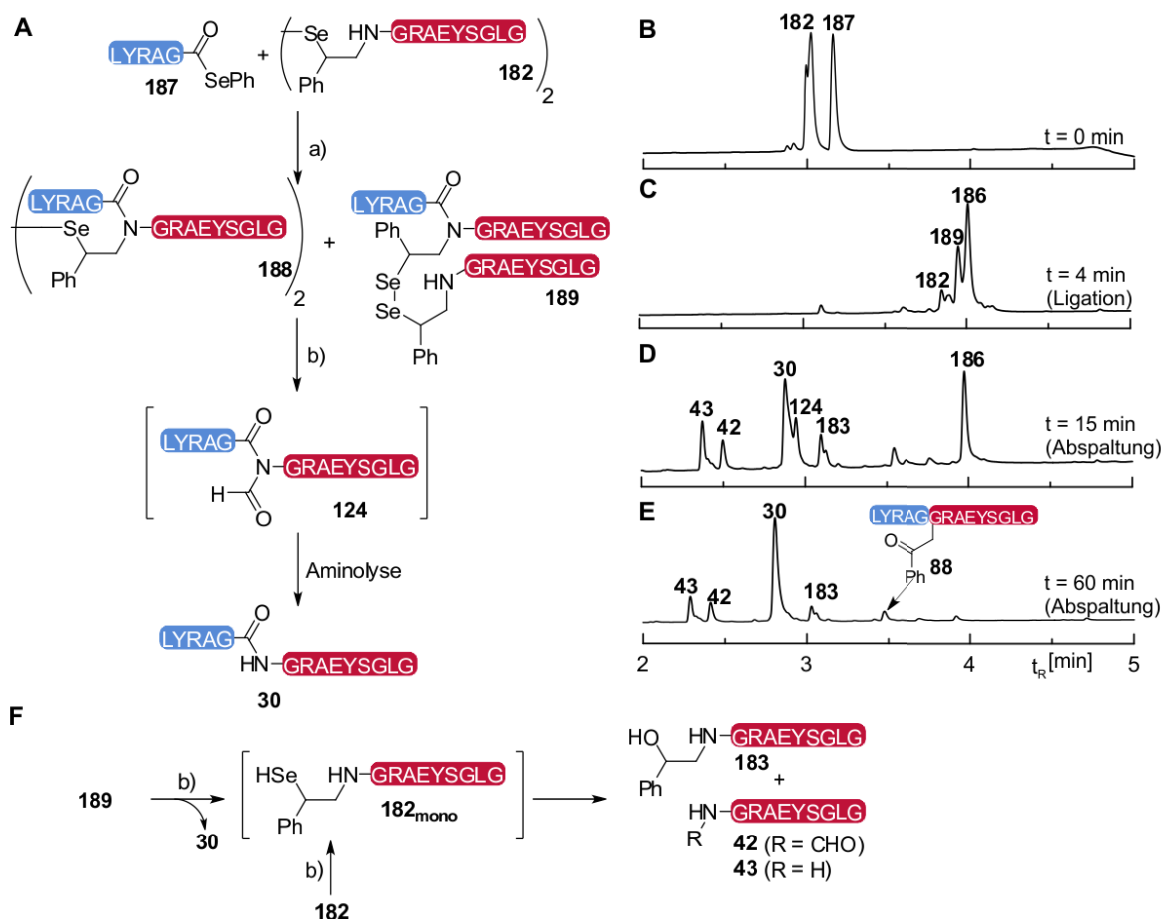 A
LYRAG
O
SePh
187
+
Se
Ph
HN
GRAEYSGLG
182
2
a)
LYRAG
O
Se
N
GRAEYSGLG
Ph
188
2
+
LYRAG
O
Ph
N
GRAEYSGLG
Se
Se
HN
GRAEYSGLG
189
Ph
b)
LYRAG
O
N
GRAEYSGLG
H
O
124
Aminolyse
LYRAG
O
HN
GRAEYSGLG
30
B
182 187
t = 0 min
C
186
189
182
t = 4 min
(Ligation)
D
30
186
43
42
124
183
t = 15 min
(Abspaltung)
E
30
LYRAG GRAEYSGLG
O
Ph
88
43
42
183
t = 60 min
(Abspaltung)
2 3 4 tR[min] 5
F
189
b)
30
HSe
HN
GRAEYSGLG
Ph
182mono
b)
182
HO
HN
GRAEYSGLG
183
Ph
+
HN
GRAEYSGLG
R
42 (R = CHO)
43 (R = H)